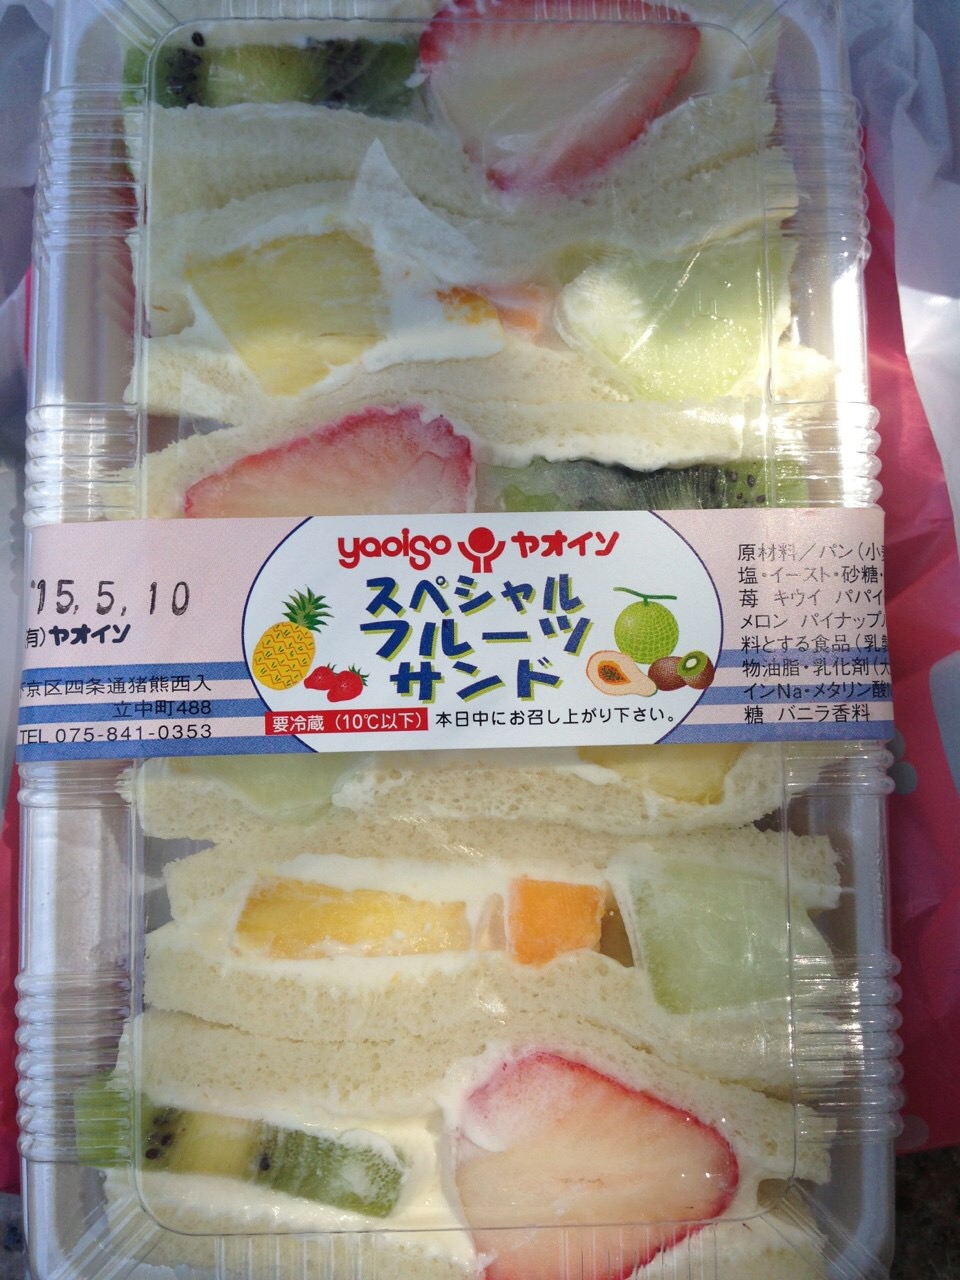 '15.5.10
(有)ヤオイソ
京区四条通猪熊西入
立中町488
TEL 075-841-0353
yaoiso ヤオイソ
スペシャル
フルーツ
サンド
要冷蔵(10℃以下) 本日中にお召し上がり下さい。
原材料/パン(小麦
塩・イースト・砂糖・
苺 キウイ パパイ
メロン パイナップル
料とする食品(乳製
物油脂・乳化剤(大
インNa・メタリン酸
糖 バニラ香料